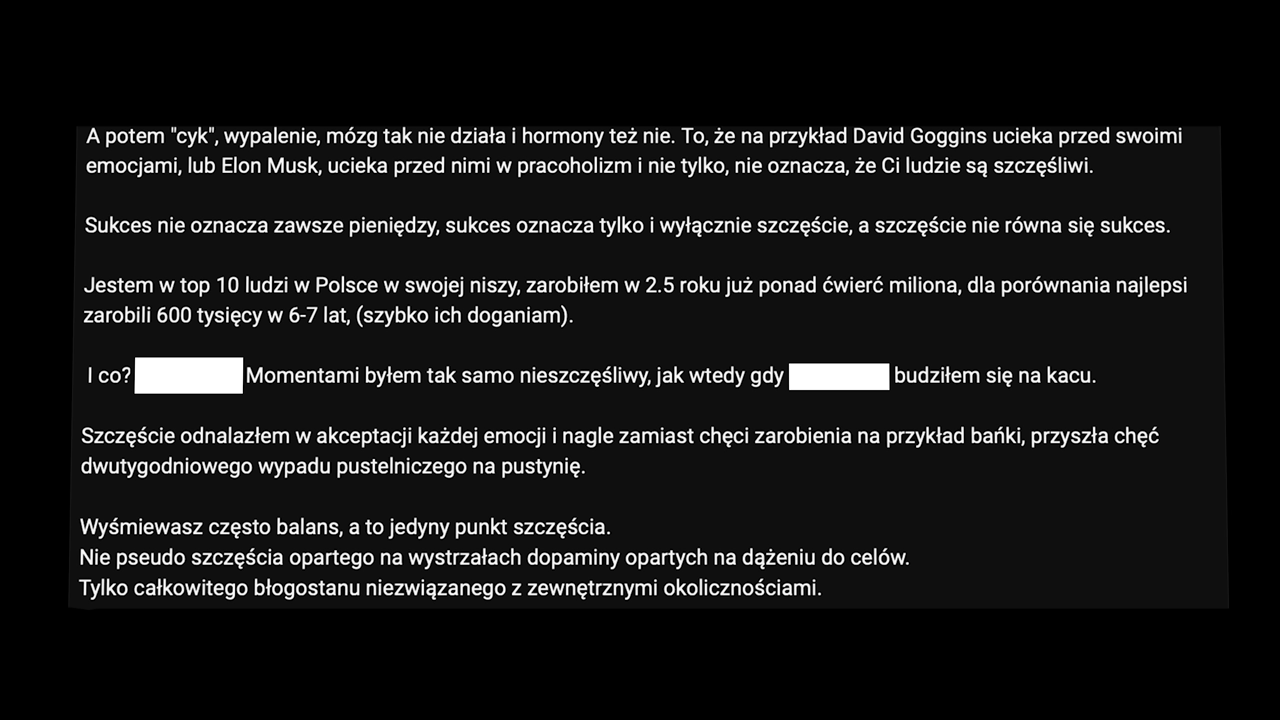 A potem "cyk", wypalenie, mózg tak nie działa i hormony też nie. To, że na przykład David Goggins ucieka przed swoimi
emocjami, lub Elon Musk, ucieka przed nimi w pracoholizm i nie tylko, nie oznacza, że Ci ludzie są szczęśliwi.
Sukces nie oznacza zawsze pieniędzy, sukces oznacza tylko i wyłącznie szczęście, a szczęście nie równa się sukces.
Jestem w top 10 ludzi w Polsce w swojej niszy, zarobiłem w 2.5 roku już ponad ćwierć miliona, dla porównania najlepsi
zarobili 600 tysięcy w 6-7 lat, (szybko ich doganiam).
I co? Momentami byłem tak samo nieszczęśliwy, jak wtedy gdy budziłem się na kacu.
Szczęście odnalazłem w akceptacji każdej emocji i nagle zamiast chęci zarobienia na przykład bańki, przyszła chęć
dwutygodniowego wypadu pustelniczego na pustynię.
Wyśmiewasz często balans, a to jedyny punkt szczęścia.
Nie pseudo szczęścia opartego na wystrzałach dopaminy opartych na dążeniu do celów.
Tylko całkowitego błogostanu niezwiązanego z zewnętrznymi okolicznościami.